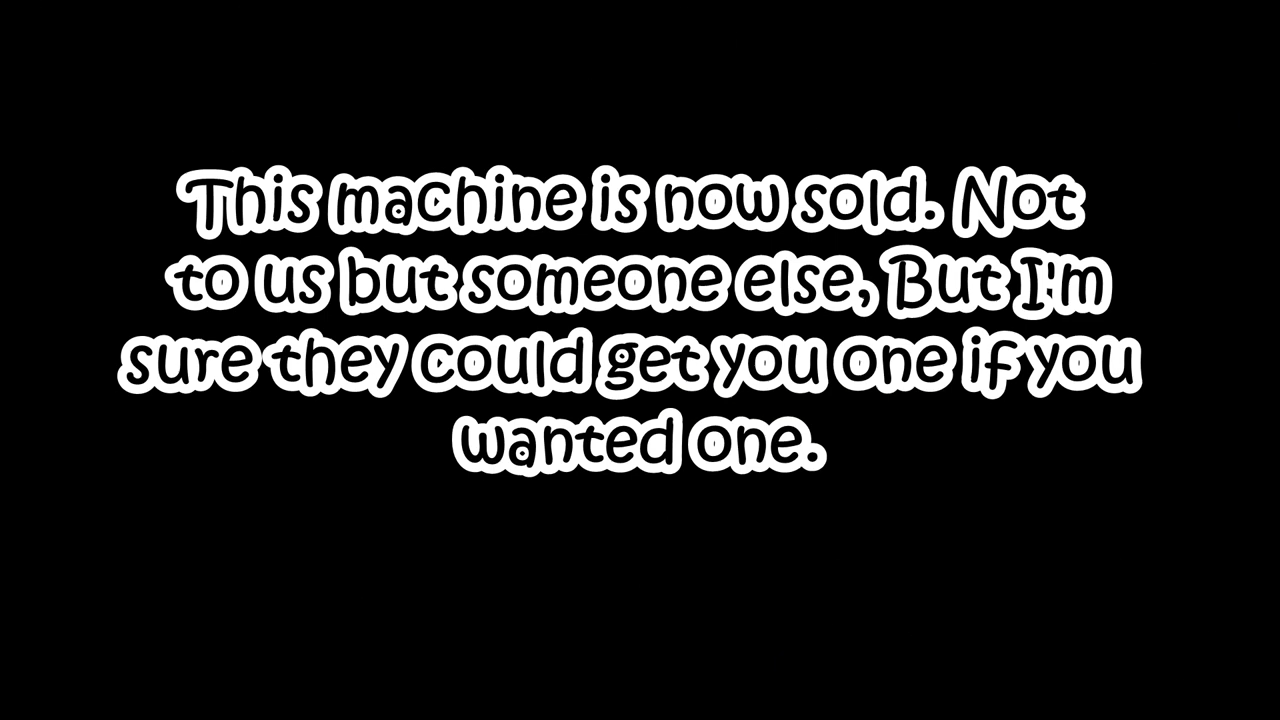 This machine is now sold. Not
to us but someone else, But I'm
sure they could get you one if you
wanted one.